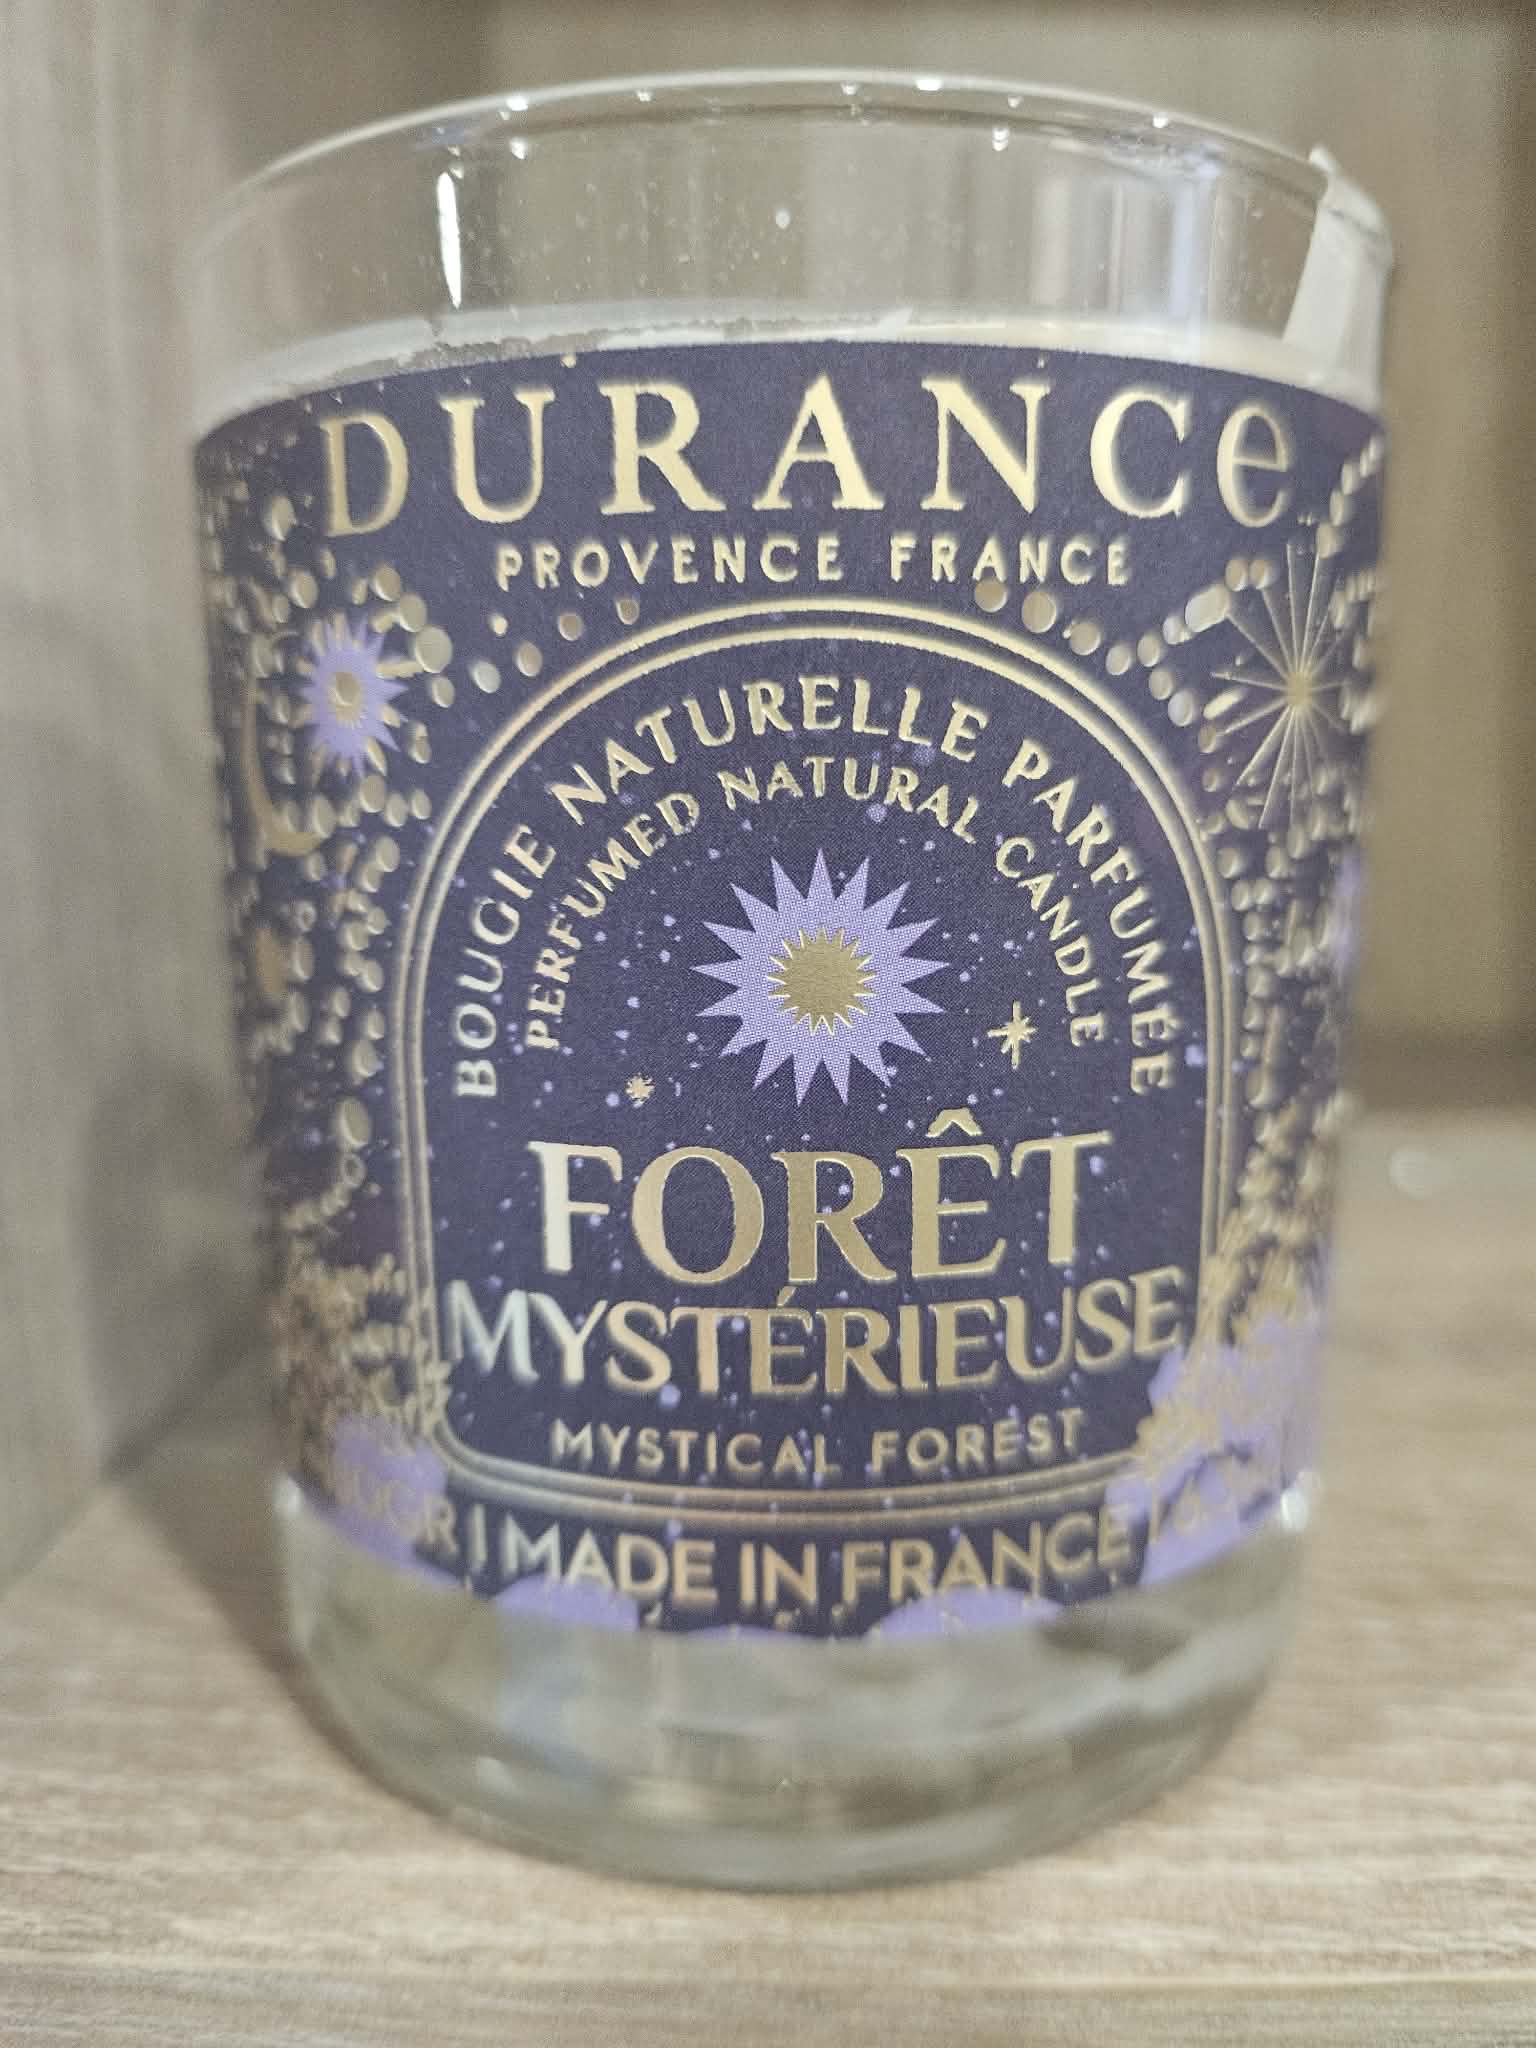 DURANCe
PROVENCE FRANCE
BOUGIE NATURELLE PARFUMÉE
PERFUMED NATURAL CANDLE
FORÊT
MYSTÉRIEUSE
MYSTICAL FOREST
| MADE IN FRANCE